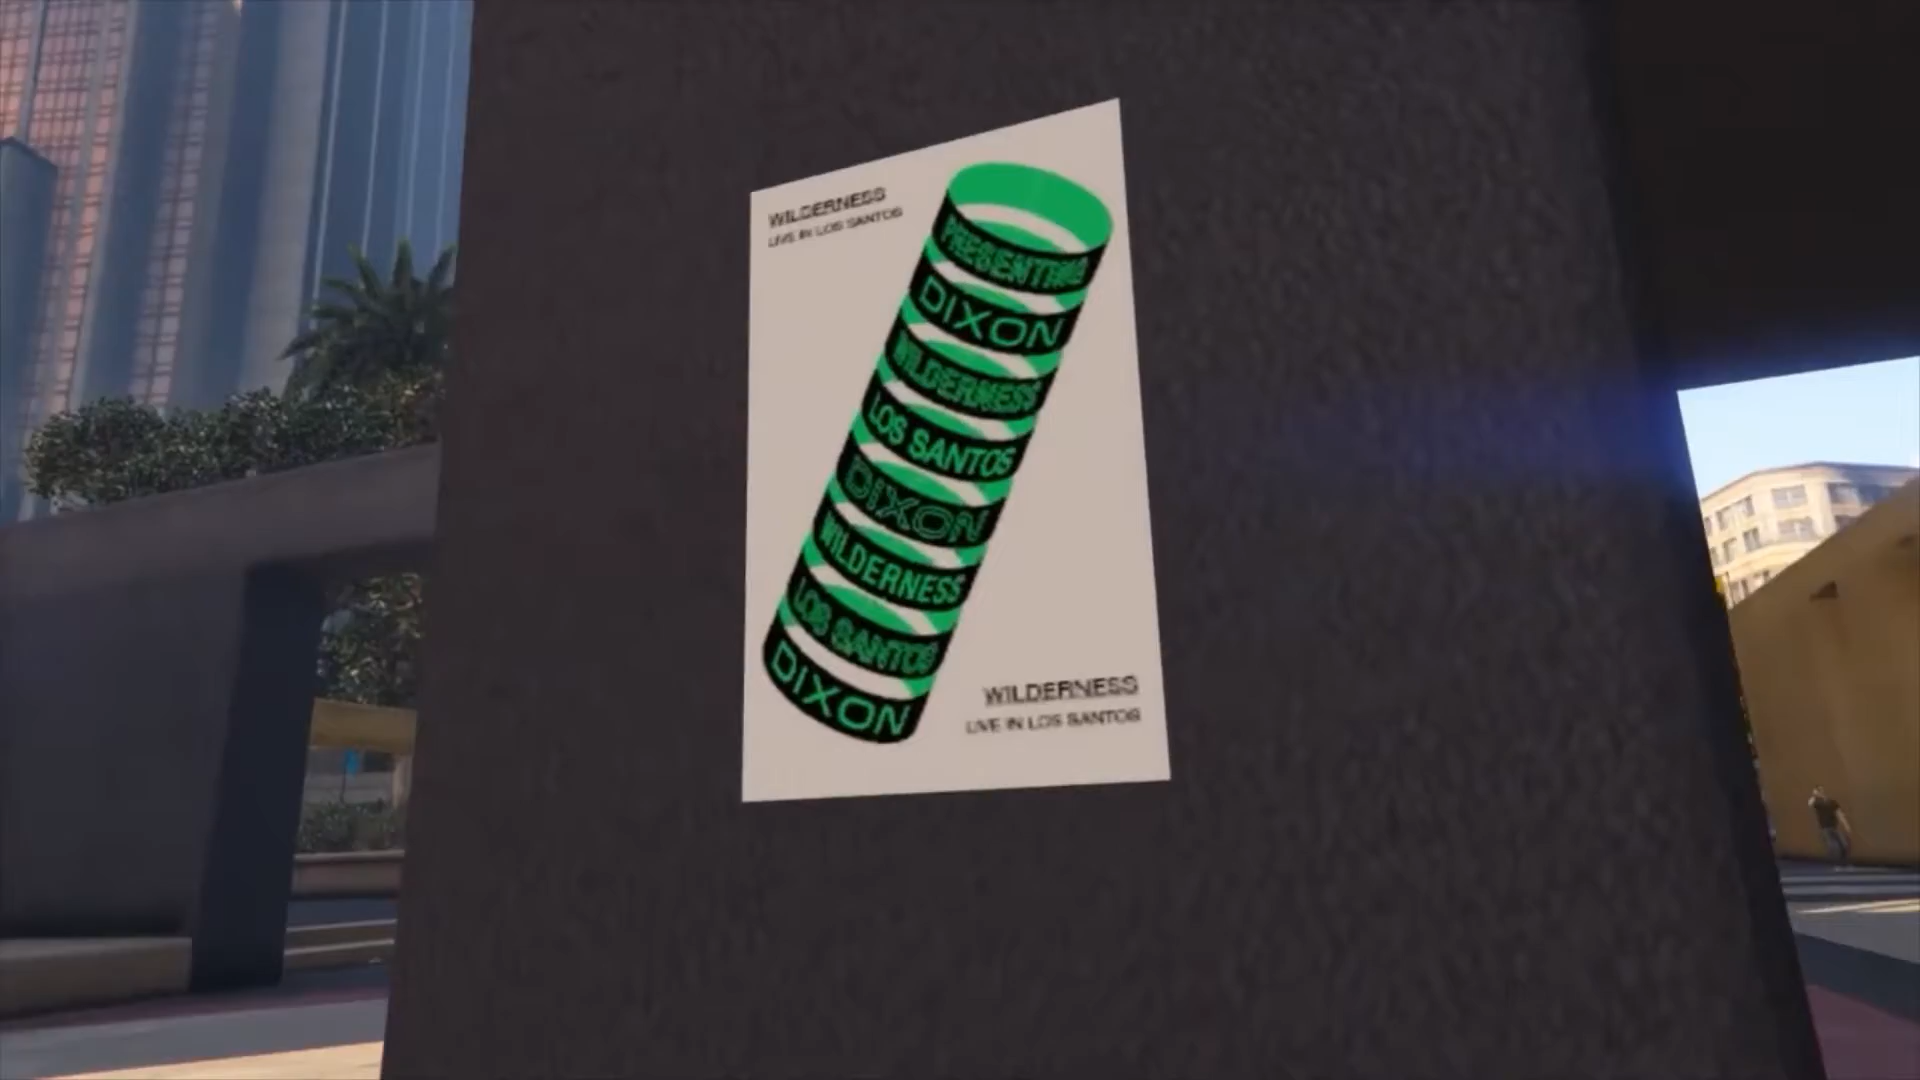 WILDERNESS
LIVE IN LOS SANTOS
PRESENTING
DIXON
WILDERNESS
LOS SANTOS
DIXON
WILDERNESS
LOS SANTOS
DIXON
WILDERNESS
LIVE IN LOS SANTOS